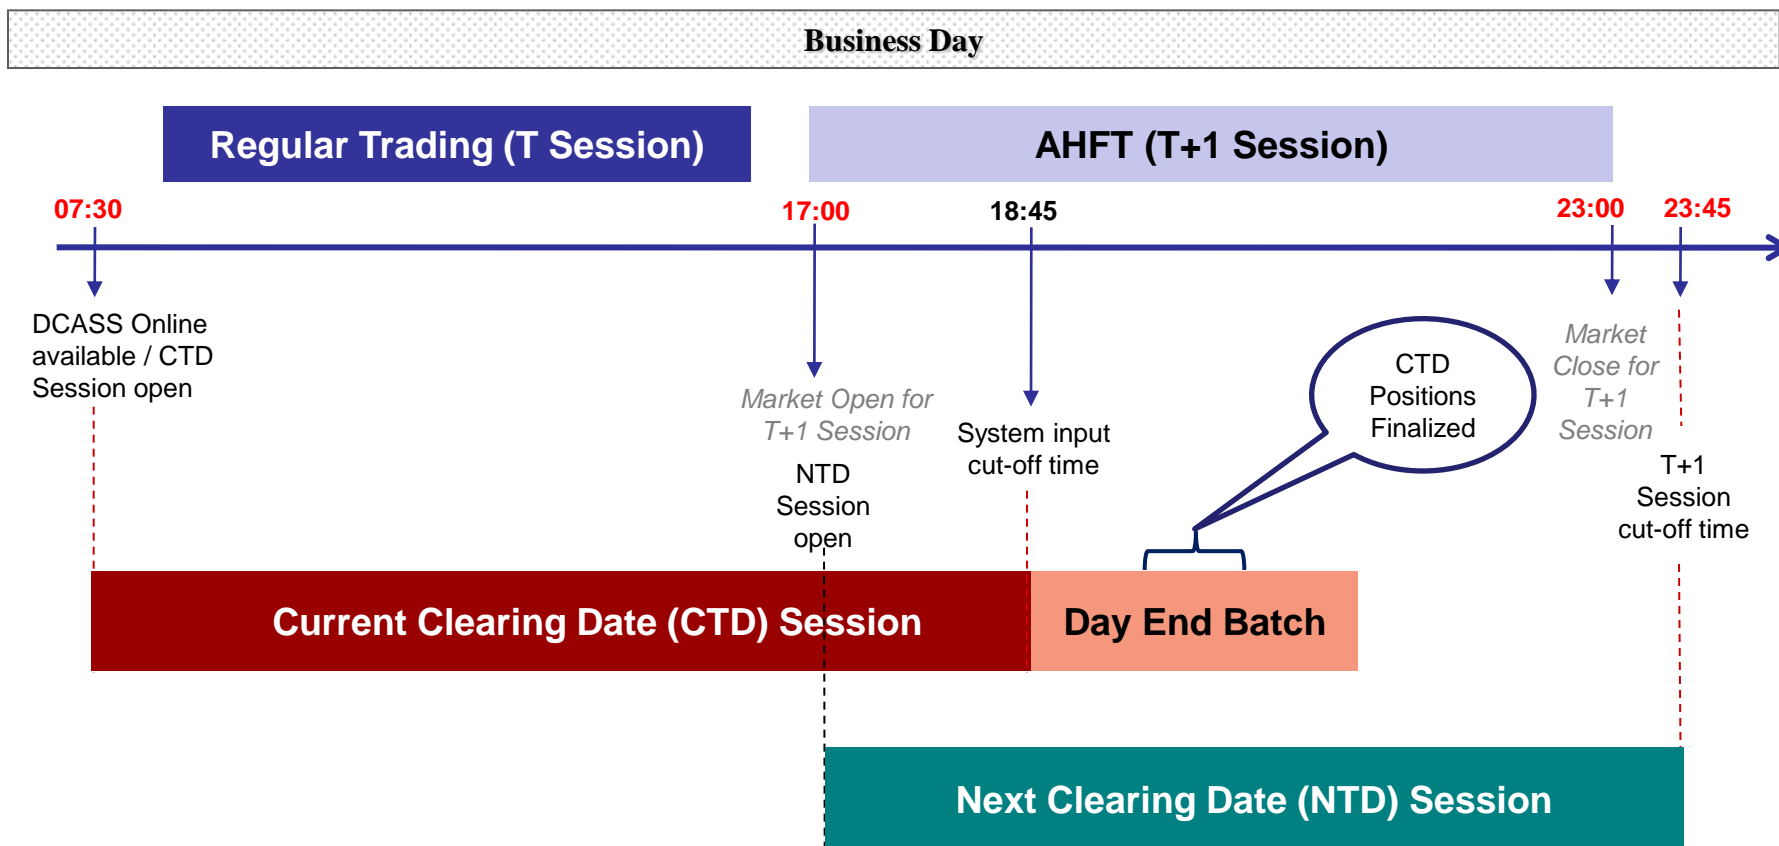 Business Day
Regular Trading (T Session)
AHFT (T+1 Session)
07:30
17:00
18:45
23:00
23:45
DCASS Online
available / CTD
Session open
Market Open for
T+1 Session
NTD
Session
open
System input
cut-off time
CTD
Positions
Finalized
Market
Close for
T+1
Session
T+1
Session
cut-off time
Current Clearing Date (CTD) Session
Day End Batch
Next Clearing Date (NTD) Session